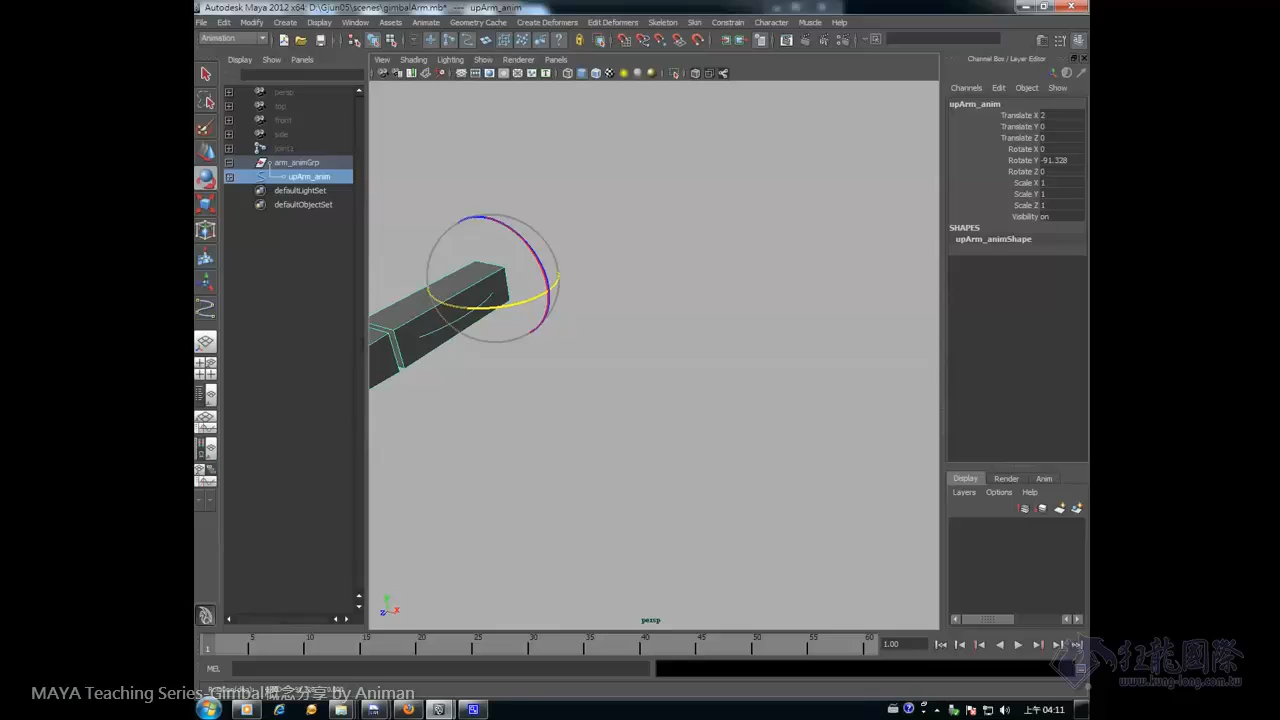 Autodesk Maya 2012 x64: D:\Gjun05\scenes\gimbalArm.mb* --- upArm_anim
File Edit Modify Create Display Window Assets Animate Geometry Cache Create Deformers Edit Deformers Skeleton Skin Constrain Character Muscle Help
Animation
Display Show Panels
View Shading Lighting Show Renderer Panels
Channel Box / Layer Editor
Channels Edit Object Show
persp
top
front
side
joint1
arm_animGrp
upArm_anim
defaultLightSet
defaultObjectSet
upArm_anim
Translate X 2
Translate Y 0
Translate Z 0
Rotate X 0
Rotate Y -91.328
Rotate Z 0
Scale X 1
Scale Y 1
Scale Z 1
Visibility on
SHAPES
upArm_animShape
Display Render Anim
Layers Options Help
y
z x
persp
1 5 10 15 20 25 30 35 40 45 50 55 60
1.00
MEL
MAYA Teaching Series-Gimbal概念分享 by Animan
紅龍國際
www.kung-long.com.tw
上午 04:11